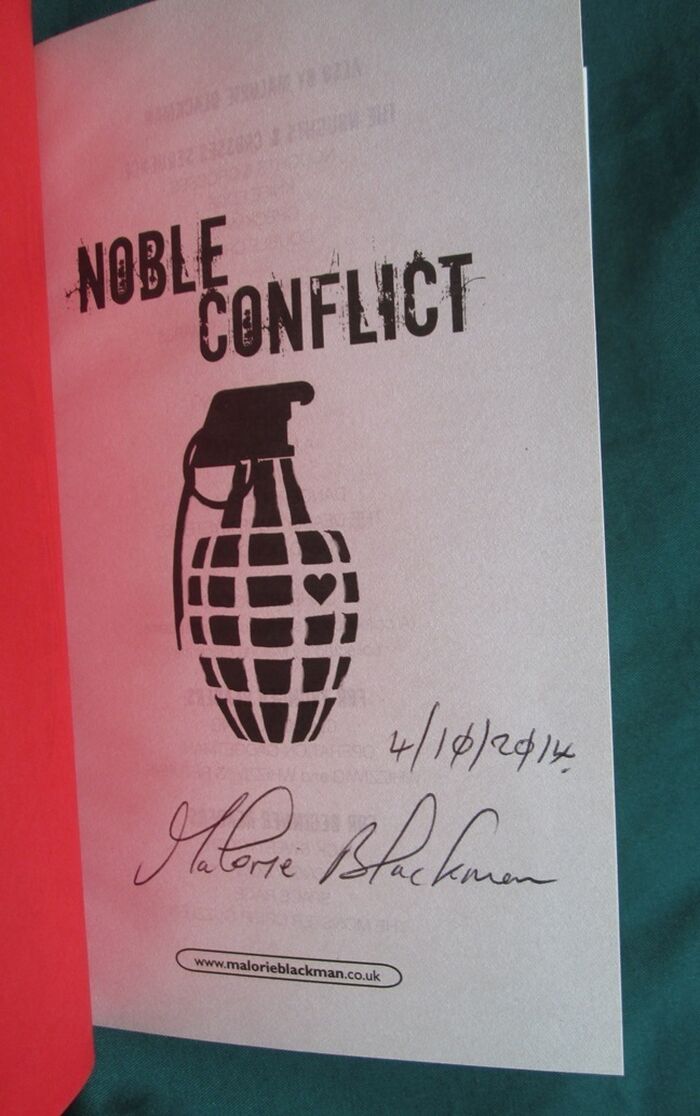 NOBLE
CONFLICT
4/10/2014.
Malorie Blackman
www.malorieblackman.co.uk